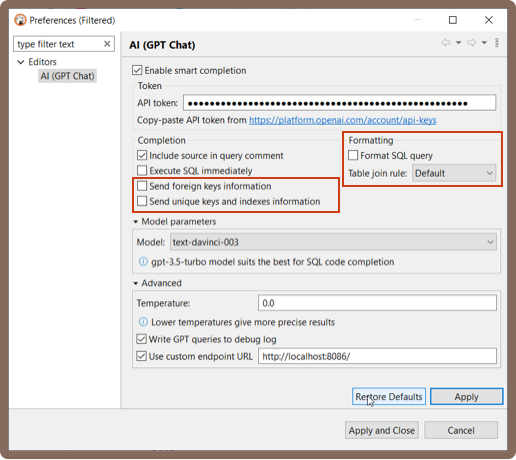 Preferences (Filtered)
type filter text
Editors
AI (GPT Chat)
AI (GPT Chat)
Enable smart completion
Token
API token: ●●●●●●●●●●●●●●●●●●●●●●●●●●●●●●●●●●●●●●●●●●●●●●●●●●●
Copy-paste API token from https://platform.openai.com/account/api-keys
Completion
Include source in query comment
Execute SQL immediately
Send foreign keys information
Send unique keys and indexes information
Formatting
Format SQL query
Table join rule: Default
Model parameters
Model: text-davinci-003
gpt-3.5-turbo model suits the best for SQL code completion
Advanced
Temperature: 0.0
Lower temperatures give more precise results
Write GPT queries to debug log
Use custom endpoint URL http://localhost:8086/
Restore Defaults Apply
Apply and Close Cancel